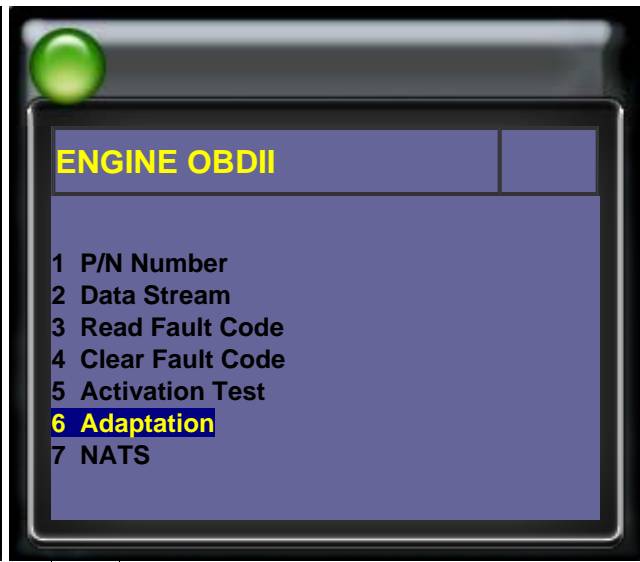 ENGINE OBDII
1 P/N Number
2 Data Stream
3 Read Fault Code
4 Clear Fault Code
5 Activation Test
6 Adaptation
7 NATS